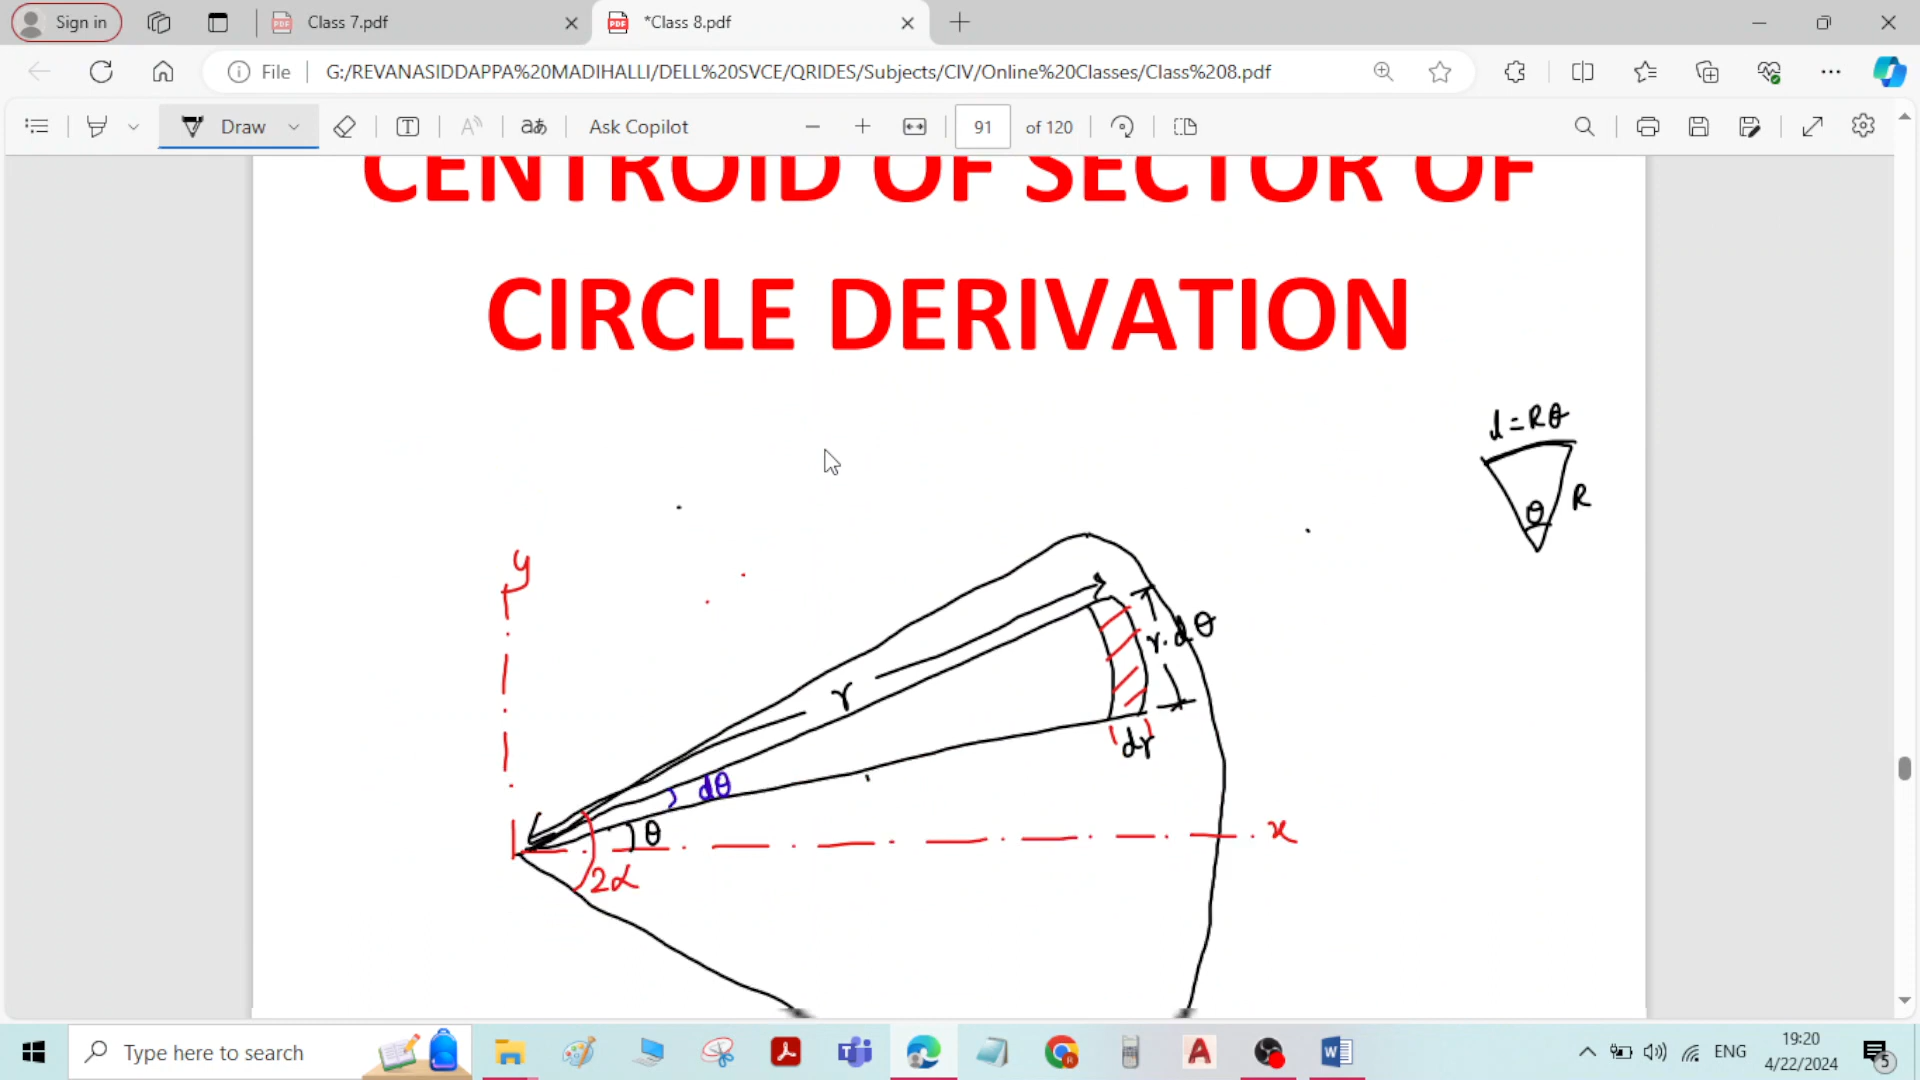 Sign in
Class 7.pdf
*Class 8.pdf
File
G:/REVANASIDDAPPA%20MADIHALLI/DELL%20SVCE/QRIDES/Subjects/CIV/Online%20Classes/Class%208.pdf
Draw
Ask Copilot
91
of 120
CENTROID OF SECTOR OF
CIRCLE DERIVATION
l=Rθ
θ
R
y
r
r.dθ
dr
dθ
θ
x
2α
Type here to search
ENG
19:20
4/22/2024
5